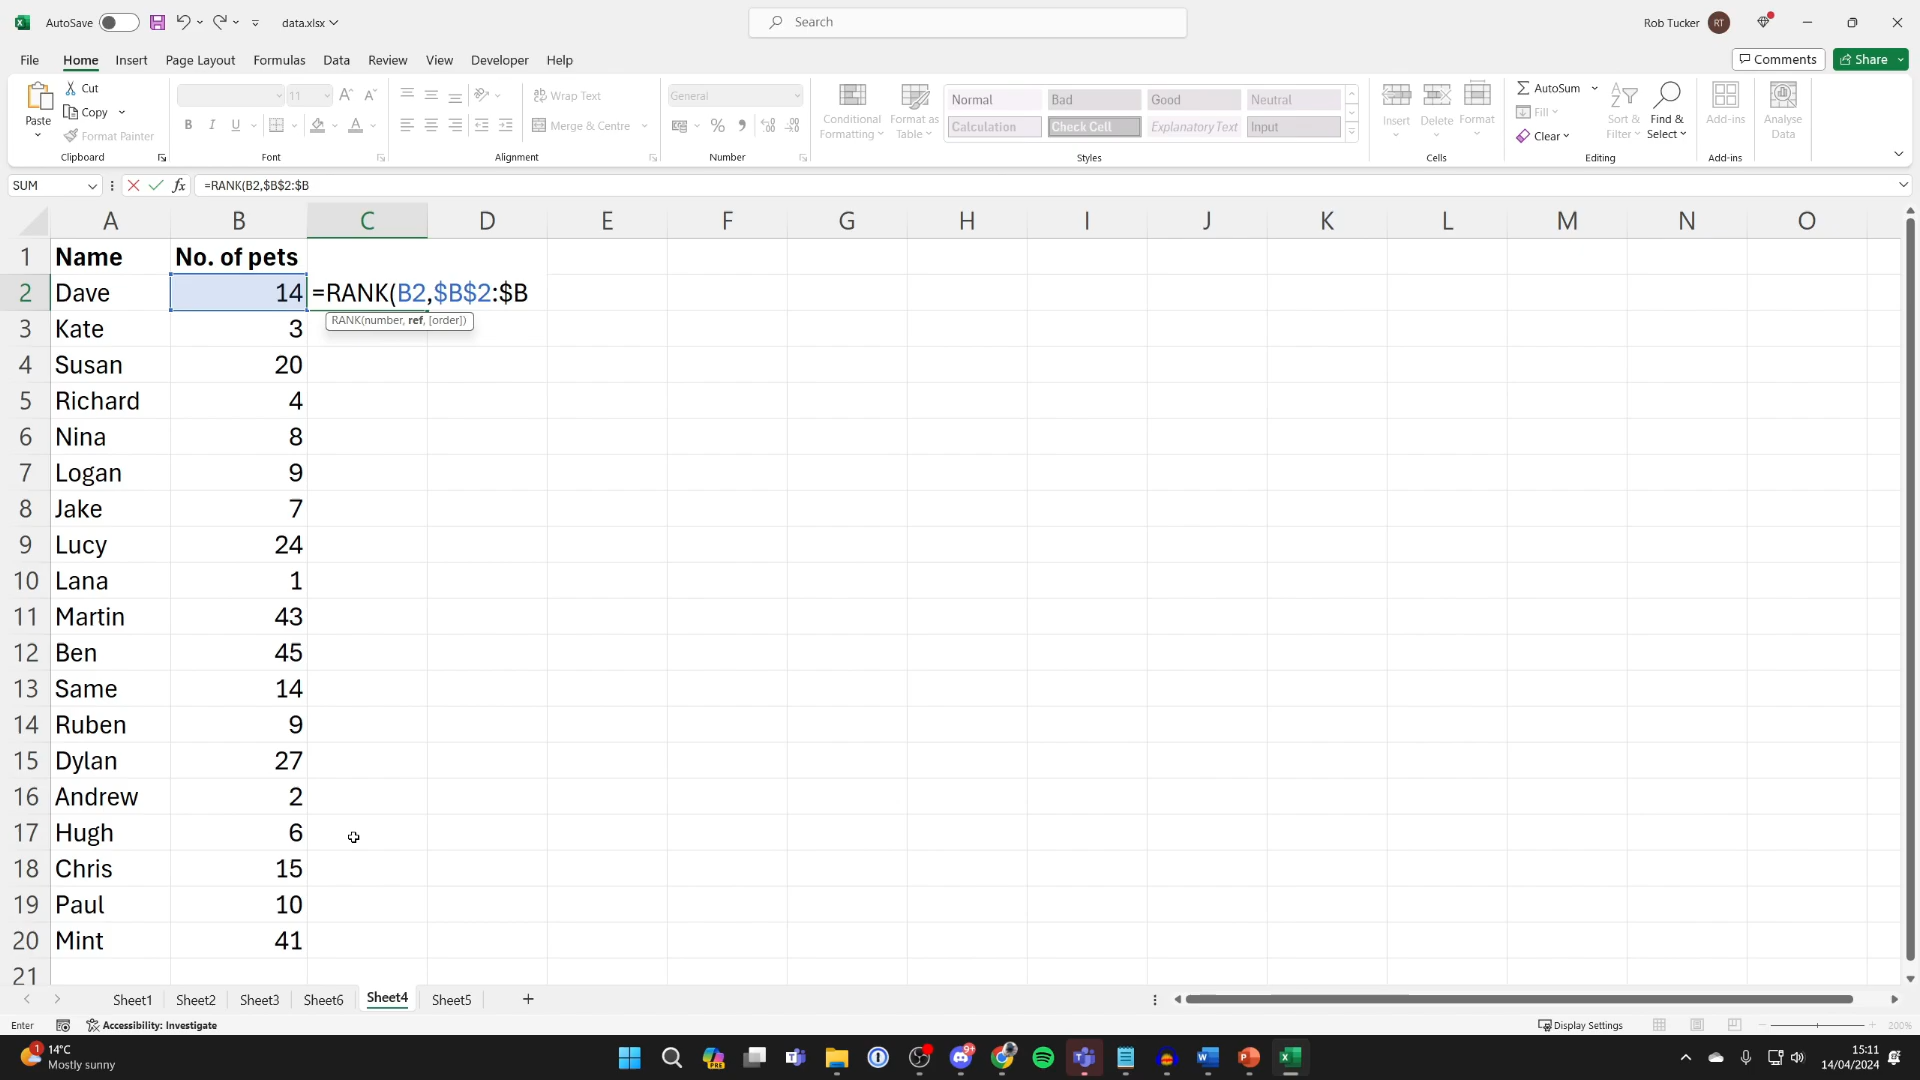 AutoSave data.xlsx Search Rob Tucker RT
File Home Insert Page Layout Formulas Data Review View Developer Help Comments Share
Paste Cut Copy Format Painter
Clipboard
11
B I U A
Font
Wrap Text
Merge & Centre
Alignment
General
%
Number
Conditional Formatting
Format as Table
Normal Bad Good Neutral
Calculation Check Cell Explanatory Text Input
Styles
Insert Delete Format
Cells
AutoSum
Fill
Clear
Sort & Filter
Find & Select
Editing
Add-ins
Add-ins
Analyse Data
SUM fx =RANK(B2,$B$2:$B
A B C D E F G H I J K L M N O
1 Name No. of pets
2 Dave 14 =RANK(B2,$B$2:$B
RANK(number, ref, [order])
3 Kate 3
4 Susan 20
5 Richard 4
6 Nina 8
7 Logan 9
8 Jake 7
9 Lucy 24
10 Lana 1
11 Martin 43
12 Ben 45
13 Same 14
14 Ruben 9
15 Dylan 27
16 Andrew 2
17 Hugh 6
18 Chris 15
19 Paul 10
20 Mint 41
21
Sheet1 Sheet2 Sheet3 Sheet6 Sheet4 Sheet5
Enter Accessibility: Investigate Display Settings 200%
1 14°C
Mostly sunny
PRE
9+
15:11
14/04/2024